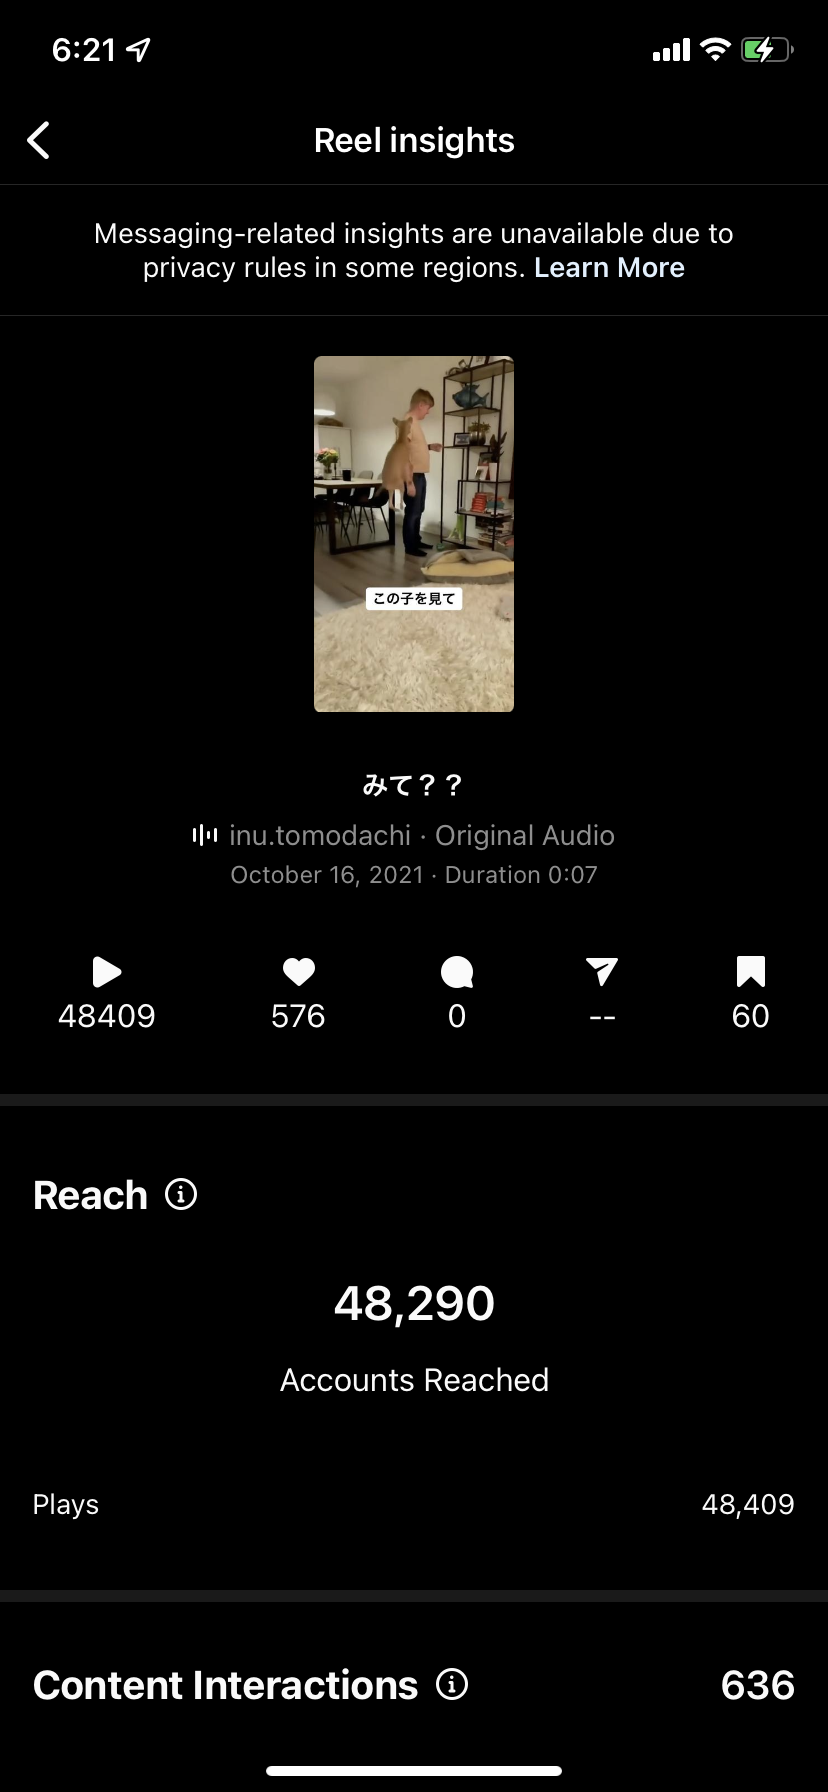 6:21
Reel insights
Messaging-related insights are unavailable due to
privacy rules in some regions. Learn More
この子を見て
みて？？
inu.tomodachi · Original Audio
October 16, 2021 · Duration 0:07
48409 576 0 -- 60
Reach
48,290
Accounts Reached
Plays 48,409
Content Interactions 636